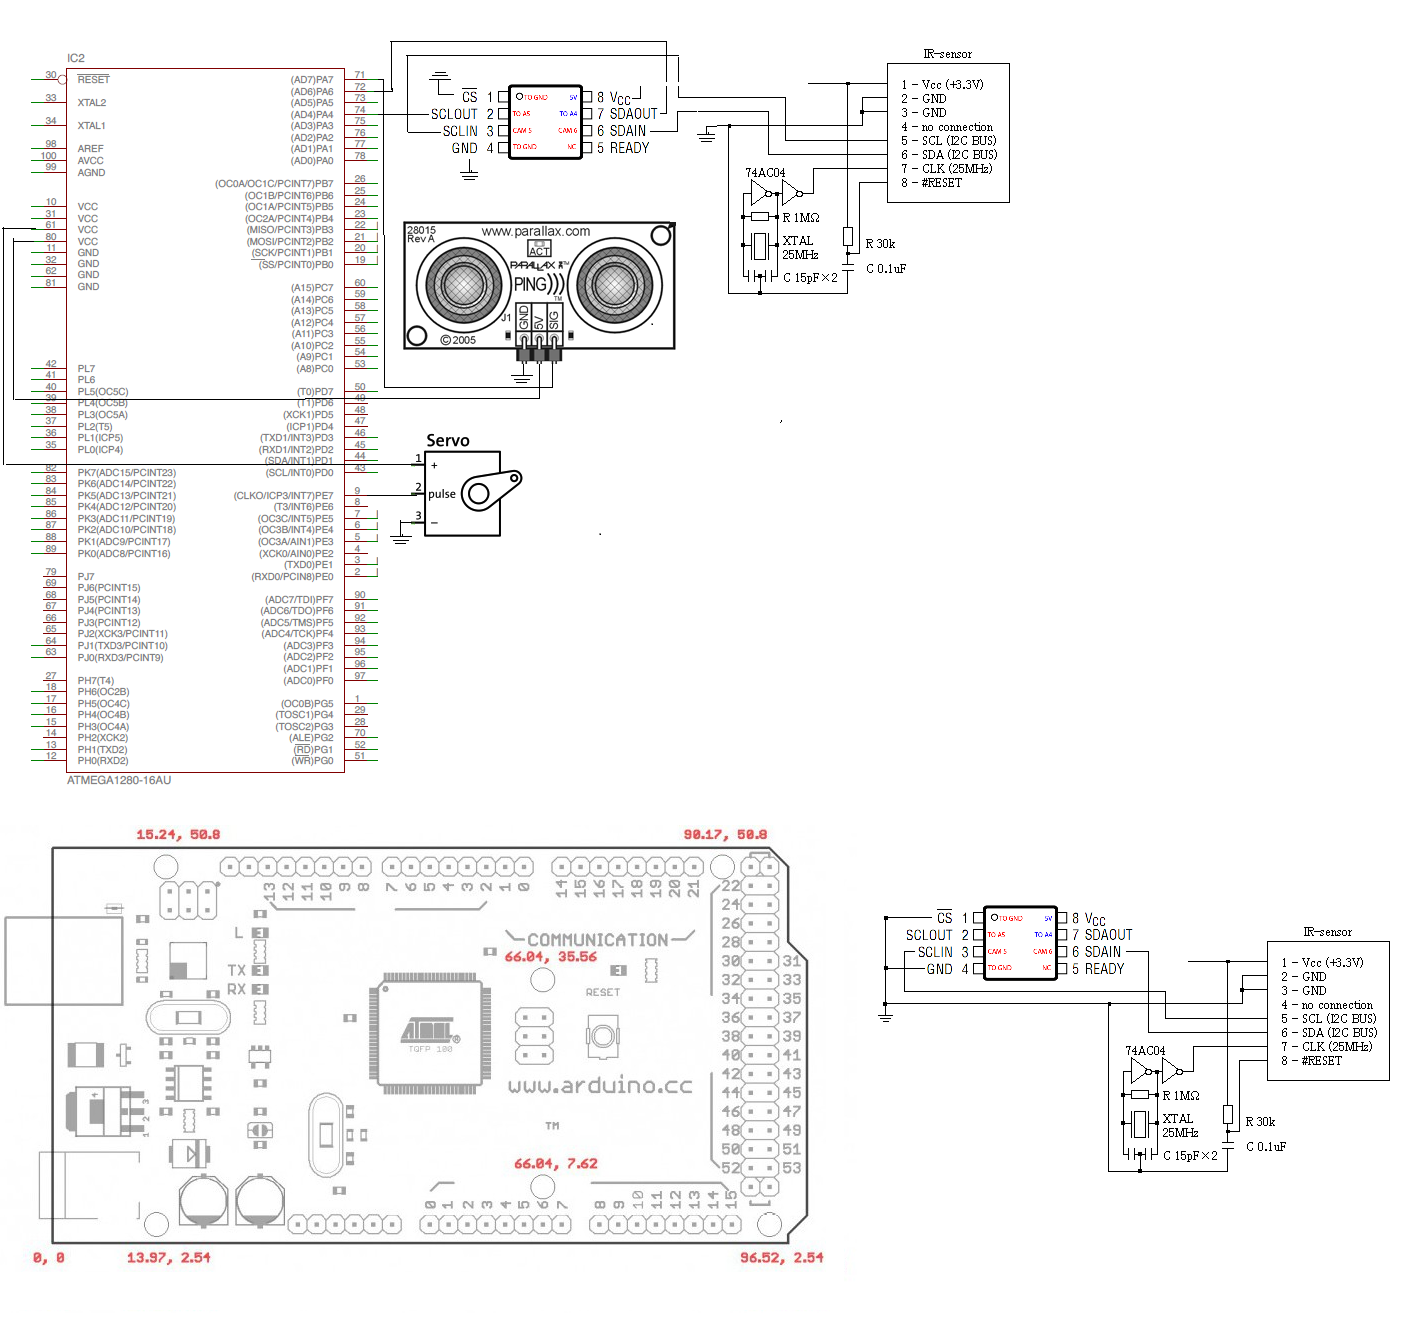 IC2
30 RESET (AD7)PA7 71
(AD6)PA6 72
33 XTAL2 (AD5)PA5 73
(AD4)PA4 74
34 XTAL1 (AD3)PA3 75
(AD2)PA2 76
98 AREF (AD1)PA1 77
100 AVCC (AD0)PA0 78
99 AGND
(OC0A/OC1C/PCINT7)PB7 26
(OC1B/PCINT6)PB6 25
10 VCC (OC1A/PCINT5)PB5 24
31 VCC (OC2A/PCINT4)PB4 23
61 VCC (MISO/PCINT3)PB3 22
80 VCC (MOSI/PCINT2)PB2 21
11 GND (SCK/PCINT1)PB1 20
32 GND (SS/PCINT0)PB0 19
62 GND
81 GND (A15)PC7 60
(A14)PC6 59
(A13)PC5 58
(A12)PC4 57
(A11)PC3 56
(A10)PC2 55
(A9)PC1 54
42 PL7 (A8)PC0 53
41 PL6
40 PL5(OC5C) (T0)PD7 50
39 PL4(OC5B) (T1)PD6 49
38 PL3(OC5A) (XCK1)PD5 48
37 PL2(T5) (ICP1)PD4 47
36 PL1(ICP5) (TXD1/INT3)PD3 46
35 PL0(ICP4) (RXD1/INT2)PD2 45
(SDA/INT1)PD1 44
82 PK7(ADC15/PCINT23) (SCL/INT0)PD0 43
83 PK6(ADC14/PCINT22)
84 PK5(ADC13/PCINT21) (CLKO/ICP3/INT7)PE7 9
85 PK4(ADC12/PCINT20) (T3/INT6)PE6 8
86 PK3(ADC11/PCINT19) (OC3C/INT5)PE5 7
87 PK2(ADC10/PCINT18) (OC3B/INT4)PE4 6
88 PK1(ADC9/PCINT17) (OC3A/AIN1)PE3 5
89 PK0(ADC8/PCINT16) (XCK0/AIN0)PE2 4
(TXD0)PE1 3
79 PJ7 (RXD0/PCIN8)PE0 2
69 PJ6(PCINT15)
68 PJ5(PCINT14) (ADC7/TDI)PF7 90
67 PJ4(PCINT13) (ADC6/TDO)PF6 91
66 PJ3(PCINT12) (ADC5/TMS)PF5 92
65 PJ2(XCK3/PCINT11) (ADC4/TCK)PF4 93
64 PJ1(TXD3/PCINT10) (ADC3)PF3 94
63 PJ0(RXD3/PCINT9) (ADC2)PF2 95
(ADC1)PF1 96
27 PH7(T4) (ADC0)PF0 97
18 PH6(OC2B)
17 PH5(OC4C) (OC0B)PG5 1
16 PH4(OC4B) (TOSC1)PG4 29
15 PH3(OC4A) (TOSC2)PG3 28
14 PH2(XCK2) (ALE)PG2 70
13 PH1(TXD2) (RD)PG1 52
12 PH0(RXD2) (WR)PG0 51
ATMEGA1280-16AU
CS 1 TO GND 5V 8 VCC
SCLOUT 2 TO A5 TO A4 7 SDAOUT
SCLIN 3 CAM 5 CAM 6 6 SDAIN
GND 4 TO GND NC 5 READY
28015
Rev A
www.parallax.com
ACT
PARALLAX
PING)))™
J1 GND 5V SIG
©2005
Servo
1 +
2 pulse
3 −
IR-sensor
1 - Vcc (+3.3V)
2 - GND
3 - GND
4 - no connection
5 - SCL (I2C BUS)
6 - SDA (I2C BUS)
7 - CLK (25MHz)
8 - #RESET
74AC04
R 1MΩ
XTAL
25MHz
C 15pF×2
R 30k
C 0.1uF
15.24, 50.8 90.17, 50.8
13 12 11 10 9 8 7 6 5 4 3 2 1 0 14 15 16 17 18 19 20 21
22
24
26
28
30 31
32 33
34 35
36 37
38 39
40 41
42 43
44 45
46 47
48 49
50 51
52 53
L
TX
RX
COMMUNICATION
66.04, 35.56
RESET
ATMEL®
TQFP 100
www.arduino.cc
TM
1 2 3
66.04, 7.62
0 1 2 3 4 5 6 7 8 9 10 11 12 13 14 15
0, 0 13.97, 2.54 96.52, 2.54
CS 1 TO GND 5V 8 VCC
SCLOUT 2 TO A5 TO A4 7 SDAOUT
SCLIN 3 CAM 5 CAM 6 6 SDAIN
GND 4 TO GND NC 5 READY
IR-sensor
1 - Vcc (+3.3V)
2 - GND
3 - GND
4 - no connection
5 - SCL (I2C BUS)
6 - SDA (I2C BUS)
7 - CLK (25MHz)
8 - #RESET
74AC04
R 1MΩ
XTAL
25MHz
C 15pF×2
R 30k
C 0.1uF